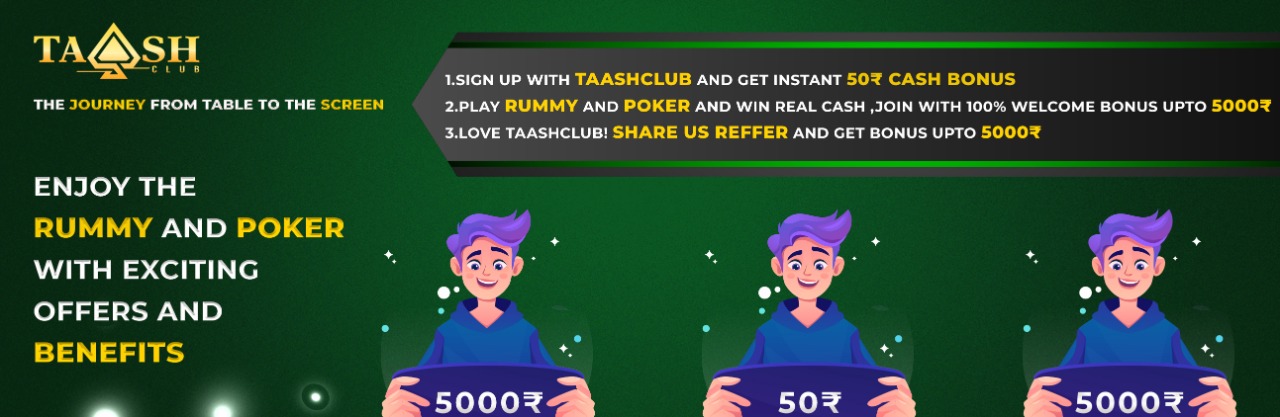 TAASH
CLUB
THE JOURNEY FROM TABLE TO THE SCREEN
1.SIGN UP WITH TAASHCLUB AND GET INSTANT 50₹ CASH BONUS
2.PLAY RUMMY AND POKER AND WIN REAL CASH ,JOIN WITH 100% WELCOME BONUS UPTO 5000₹
3.LOVE TAASHCLUB! SHARE US REFFER AND GET BONUS UPTO 5000₹
ENJOY THE
RUMMY AND POKER
WITH EXCITING
OFFERS AND
BENEFITS
5000₹
50₹
5000₹